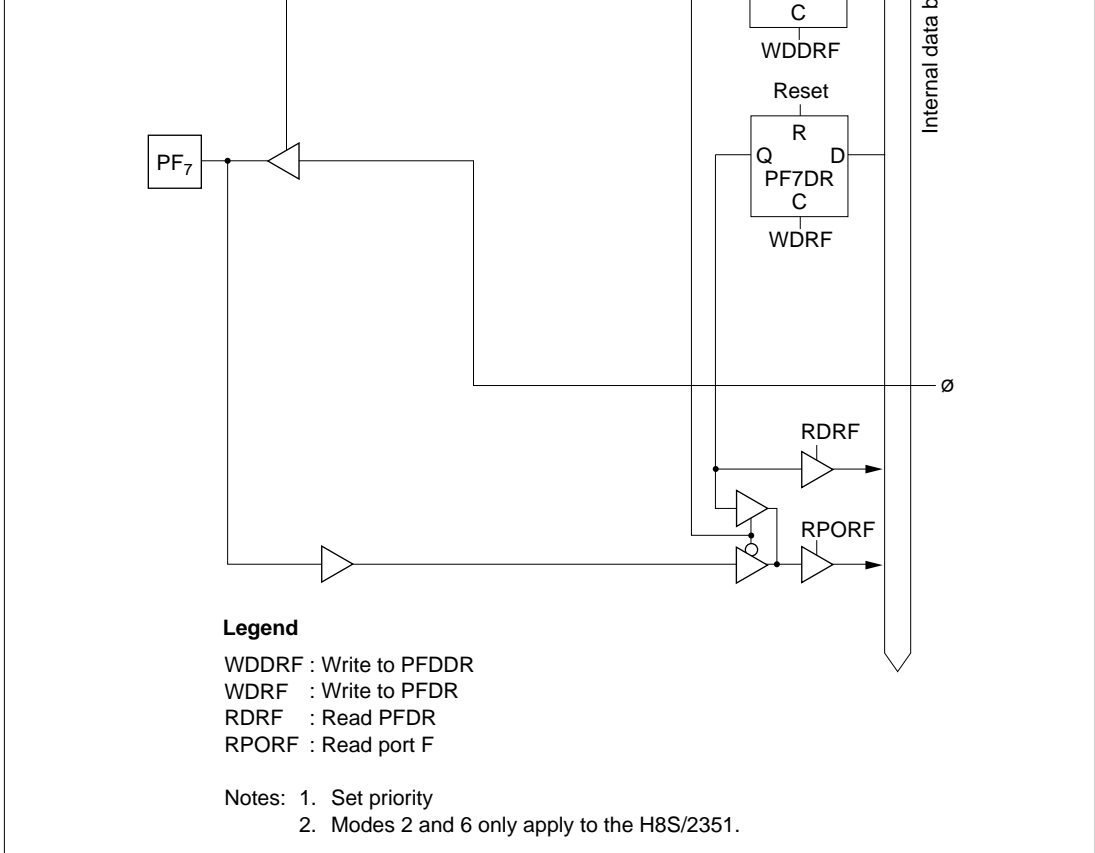 C
WDDRF
Internal data b
Reset
R
Q D
PF7DR
C
WDRF
PF7
ø
RDRF
RPORF
Legend
WDDRF : Write to PFDDR
WDRF : Write to PFDR
RDRF : Read PFDR
RPORF : Read port F
Notes: 1. Set priority
2. Modes 2 and 6 only apply to the H8S/2351.